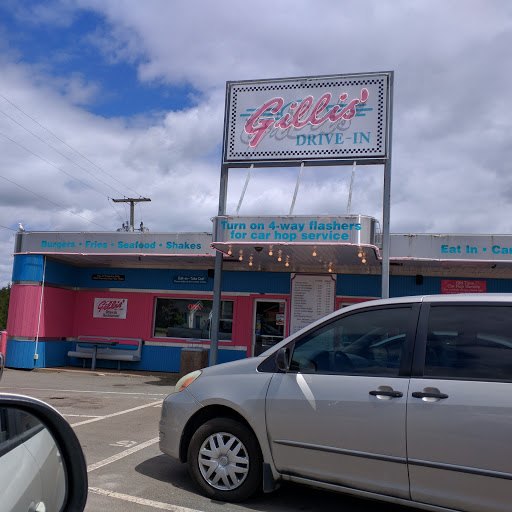 Gillis'
DRIVE-IN
Turn on 4-way flashers
for car hop service
Burgers • Fries • Seafood • Shakes
Eat In • Ca
Gillis'